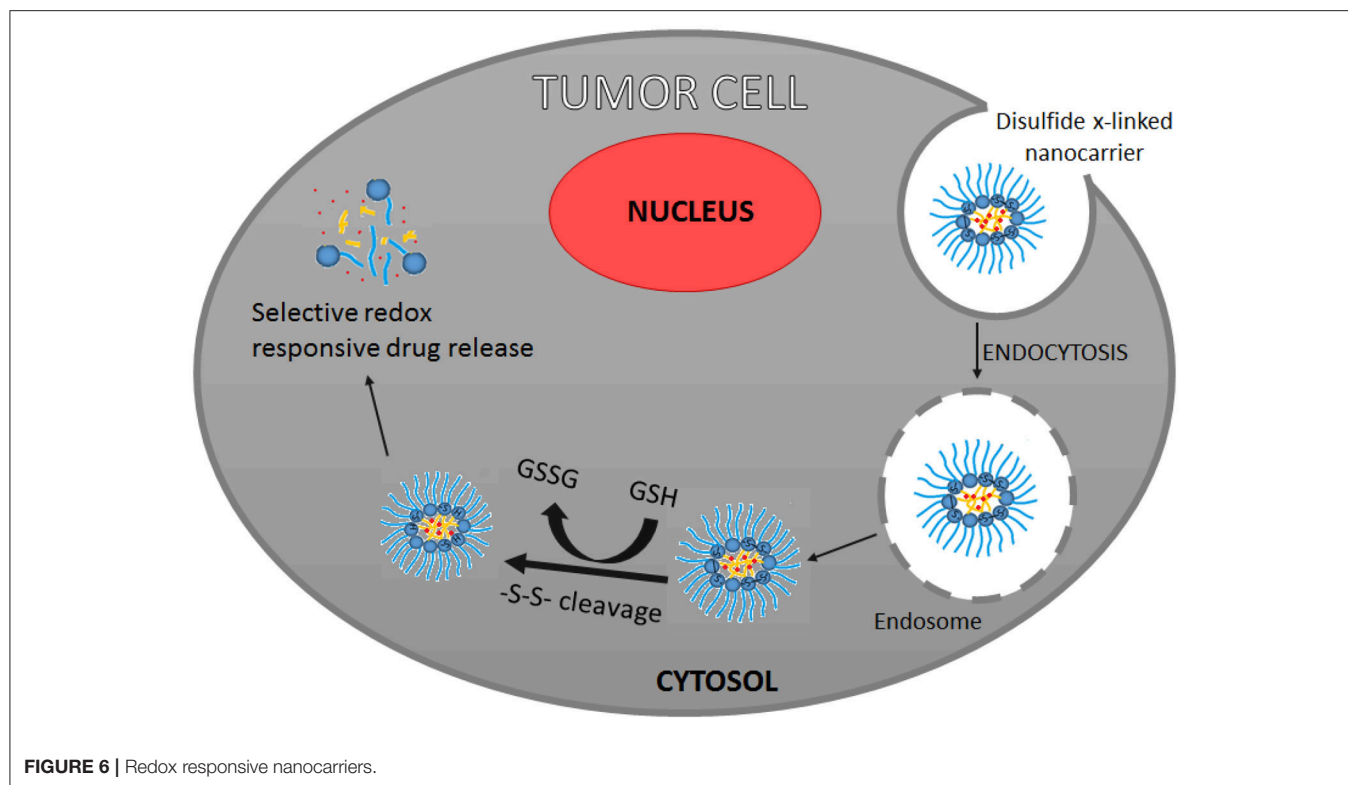 TUMOR CELL
Disulfide x-linked
nanocarrier
NUCLEUS
Selective redox
responsive drug release
ENDOCYTOSIS
GSSG
GSH
-S-S- cleavage
Endosome
CYTOSOL
FIGURE 6 | Redox responsive nanocarriers.